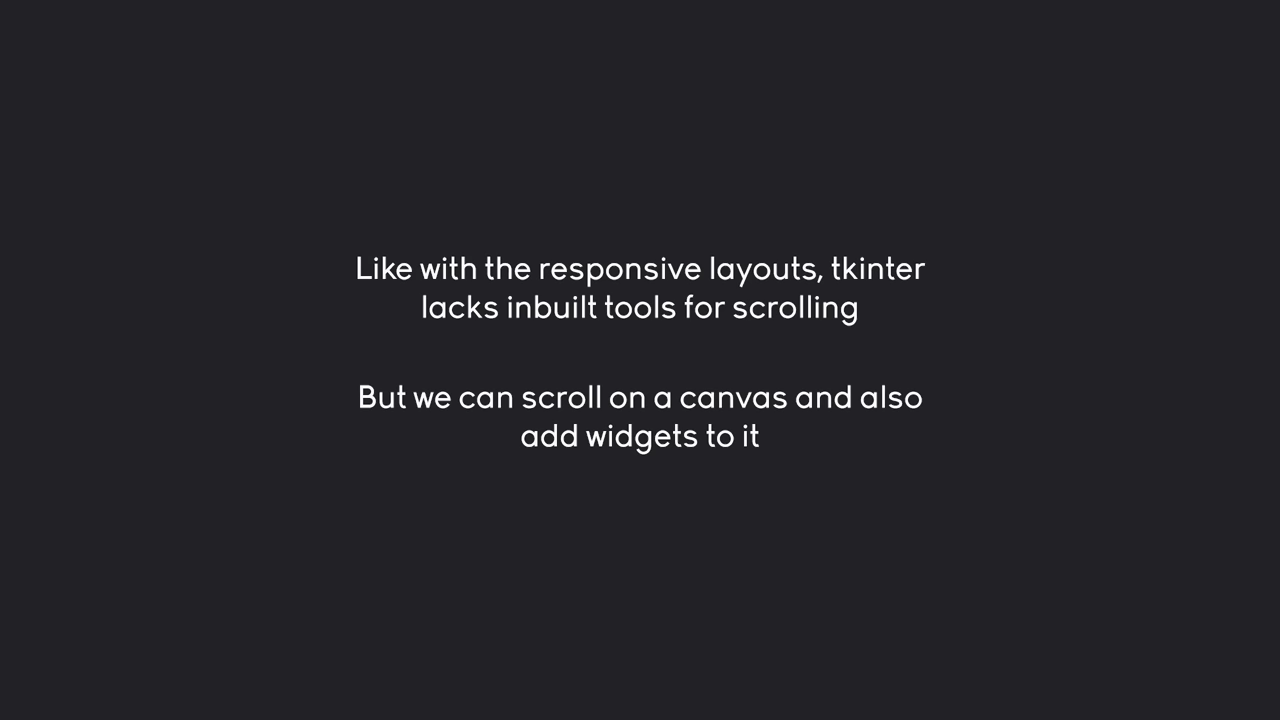 Like with the responsive layouts, tkinter
lacks inbuilt tools for scrolling
But we can scroll on a canvas and also
add widgets to it